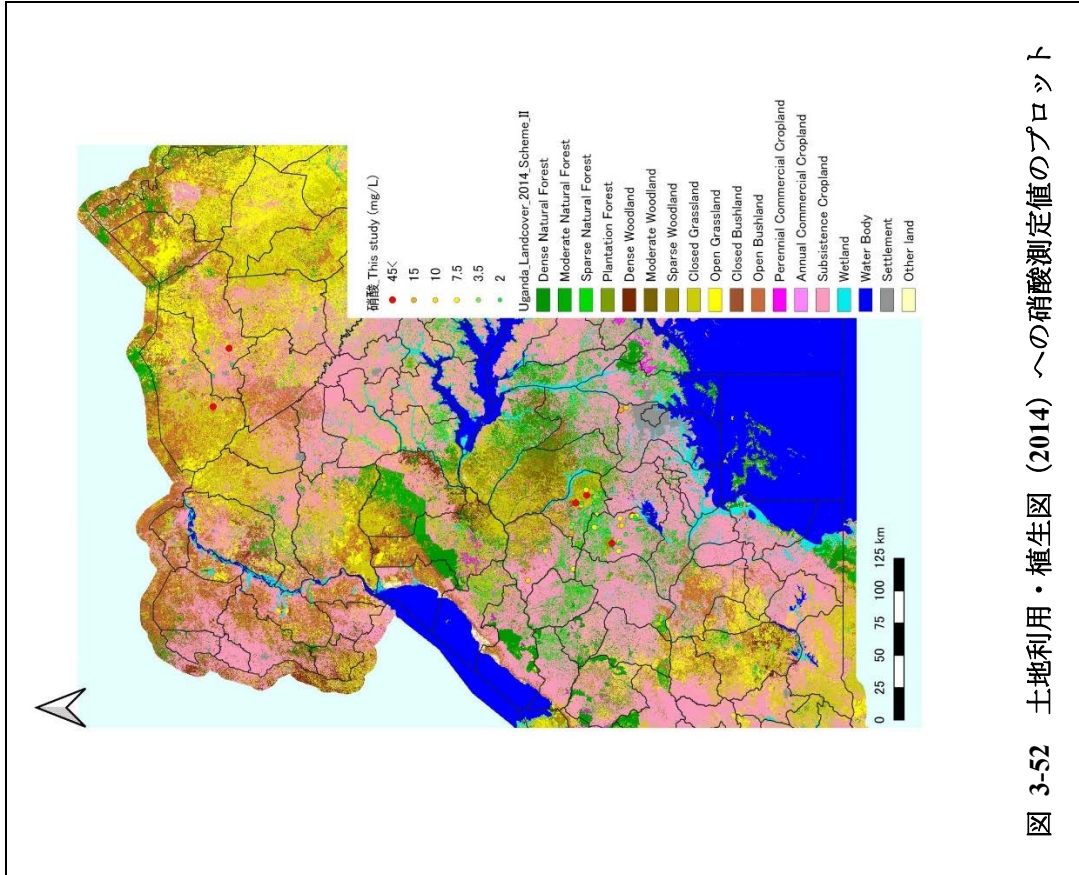 硝酸_This study (mg/L)
45<
15
10
7.5
3.5
2
Uganda_Landcover_2014_Scheme_II
Dense Natural Forest
Moderate Natural Forest
Sparse Natural Forest
Plantation Forest
Dense Woodland
Moderate Woodland
Sparse Woodland
Closed Grassland
Open Grassland
Closed Bushland
Open Bushland
Perennial Commercial Cropland
Annual Commercial Cropland
Subsistence Cropland
Wetland
Water Body
Settlement
Other land
0 25 50 75 100 125 km
図 3-52 土地利用・植生図（2014）への硝酸測定値のプロット